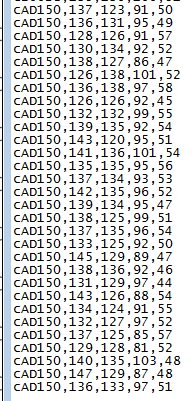 CAD150,137,123,91,50
CAD150,136,131,95,49
CAD150,128,126,91,57
CAD150,130,134,92,52
CAD150,138,127,86,47
CAD150,126,138,101,52
CAD150,136,138,97,58
CAD150,126,126,92,45
CAD150,132,132,99,55
CAD150,139,135,92,54
CAD150,143,120,95,51
CAD150,141,136,101,54
CAD150,135,135,95,56
CAD150,137,134,93,53
CAD150,142,135,96,52
CAD150,139,134,95,47
CAD150,138,125,99,51
CAD150,137,135,96,54
CAD150,133,125,92,50
CAD150,145,129,89,47
CAD150,138,136,92,46
CAD150,131,129,97,44
CAD150,143,126,88,54
CAD150,134,124,91,55
CAD150,132,127,97,52
CAD150,137,125,85,57
CAD150,129,128,81,52
CAD150,140,135,103,48
CAD150,147,129,87,48
CAD150,136,133,97,51